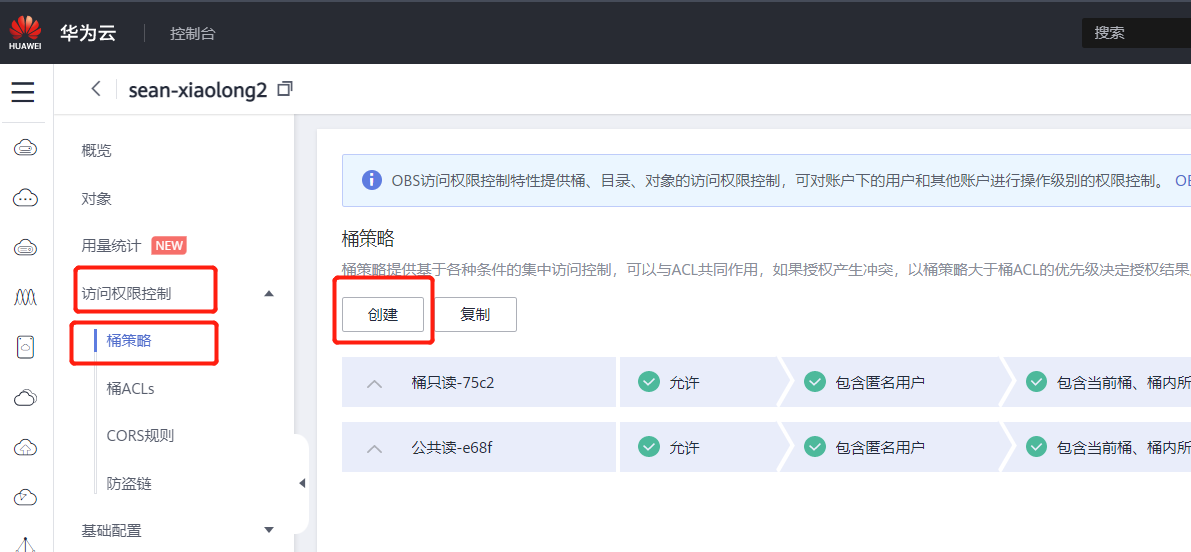 HUAWEI 华为云 控制台 搜索
sean-xiaolong2
概览
对象
用量统计 NEW
访问权限控制
桶策略
桶ACLs
CORS规则
防盗链
基础配置
OBS访问权限控制特性提供桶、目录、对象的访问权限控制，可对账户下的用户和其他账户进行操作级别的权限控制。 OB
桶策略
桶策略提供基于各种条件的集中访问控制，可以与ACL共同作用，如果授权产生冲突，以桶策略大于桶ACL的优先级决定授权结果
创建 复制
桶只读-75c2 允许 包含匿名用户 包含当前桶、桶内所
公共读-e68f 允许 包含匿名用户 包含当前桶、桶内所